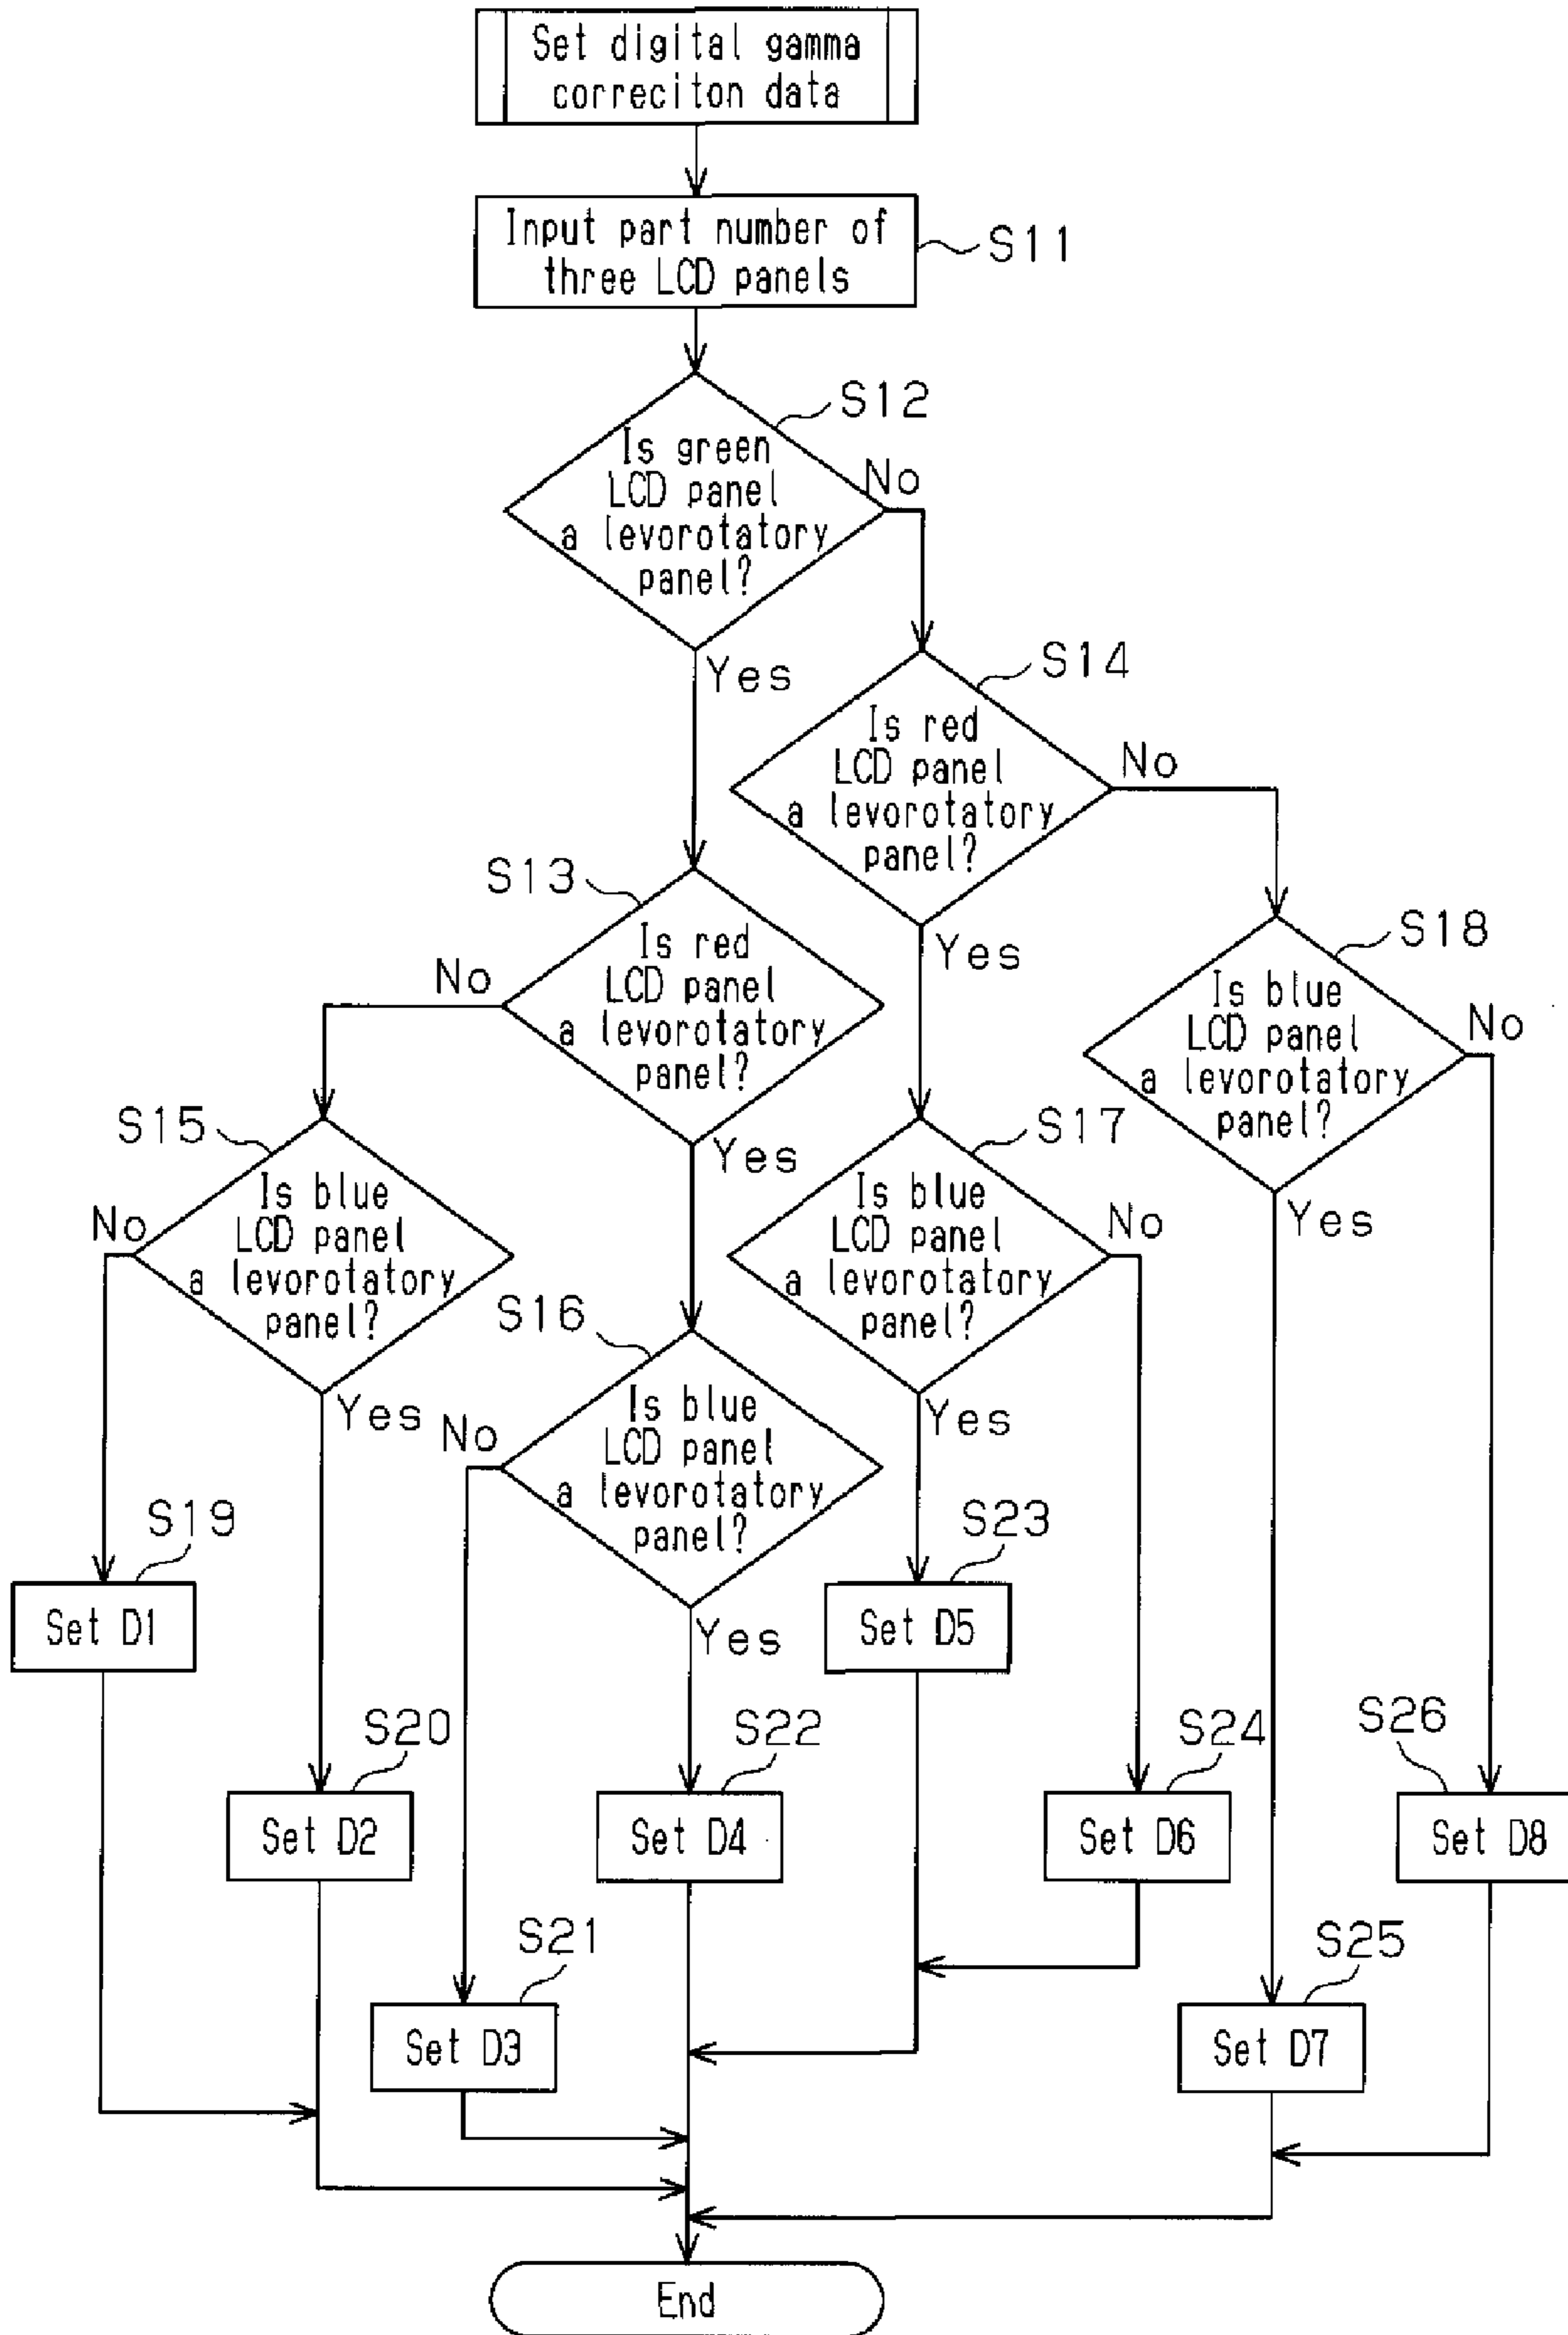 Set digital gamma
correciton data
Input part number of
three LCD panels
S11
S12
Is green
LCD panel
a levorotatory
panel?
No
Yes
S14
Is red
LCD panel
a levorotatory
panel?
No
Yes
S13
Is red
LCD panel
a levorotatory
panel?
No
Yes
S18
Is blue
LCD panel
a levorotatory
panel?
No
Yes
S15
Is blue
LCD panel
a levorotatory
panel?
No
Yes
S17
Is blue
LCD panel
a levorotatory
panel?
No
Yes
S16
Is blue
LCD panel
a levorotatory
panel?
No
Yes
S19
Set D1
S23
Set D5
S20
Set D2
S22
Set D4
S24
Set D6
S26
Set D8
S21
Set D3
S25
Set D7
End